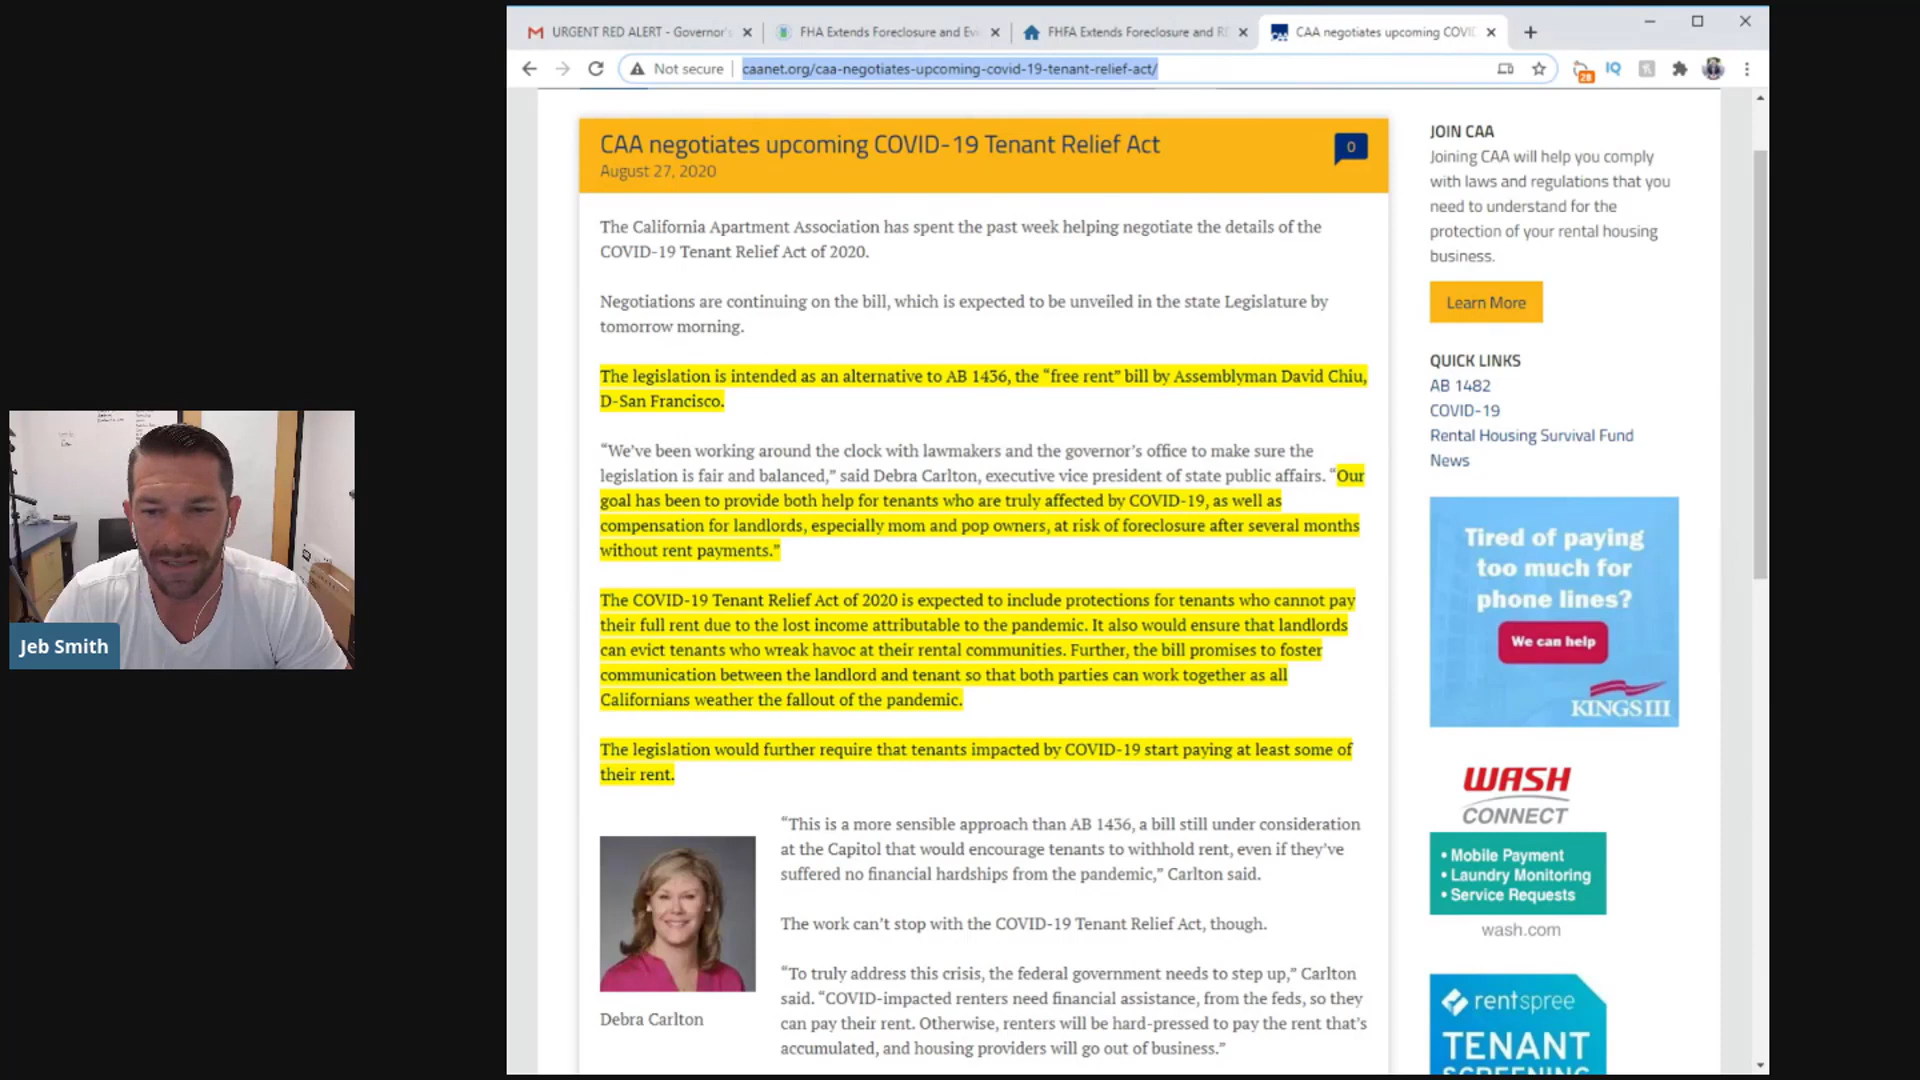 URGENT RED ALERT - Governor's
FHA Extends Foreclosure and Evi
FHFA Extends Foreclosure and RE
CAA negotiates upcoming COVID
Not secure
caanet.org/caa-negotiates-upcoming-covid-19-tenant-relief-act/
28
IQ
CAA negotiates upcoming COVID-19 Tenant Relief Act
0
August 27, 2020
The California Apartment Association has spent the past week helping negotiate the details of the
COVID-19 Tenant Relief Act of 2020.
Negotiations are continuing on the bill, which is expected to be unveiled in the state Legislature by
tomorrow morning.
The legislation is intended as an alternative to AB 1436, the “free rent” bill by Assemblyman David Chiu,
D-San Francisco.
“We’ve been working around the clock with lawmakers and the governor’s office to make sure the
legislation is fair and balanced,” said Debra Carlton, executive vice president of state public affairs. “Our
goal has been to provide both help for tenants who are truly affected by COVID-19, as well as
compensation for landlords, especially mom and pop owners, at risk of foreclosure after several months
without rent payments.”
The COVID-19 Tenant Relief Act of 2020 is expected to include protections for tenants who cannot pay
their full rent due to the lost income attributable to the pandemic. It also would ensure that landlords
can evict tenants who wreak havoc at their rental communities. Further, the bill promises to foster
communication between the landlord and tenant so that both parties can work together as all
Californians weather the fallout of the pandemic.
The legislation would further require that tenants impacted by COVID-19 start paying at least some of
their rent.
“This is a more sensible approach than AB 1436, a bill still under consideration
at the Capitol that would encourage tenants to withhold rent, even if they’ve
suffered no financial hardships from the pandemic,” Carlton said.
The work can’t stop with the COVID-19 Tenant Relief Act, though.
“To truly address this crisis, the federal government needs to step up,” Carlton
said. “COVID-impacted renters need financial assistance, from the feds, so they
can pay their rent. Otherwise, renters will be hard-pressed to pay the rent that’s
accumulated, and housing providers will go out of business.”
Debra Carlton
JOIN CAA
Joining CAA will help you comply
with laws and regulations that you
need to understand for the
protection of your rental housing
business.
Learn More
QUICK LINKS
AB 1482
COVID-19
Rental Housing Survival Fund
News
Tired of paying
too much for
phone lines?
We can help
KINGS III
WASH
CONNECT
• Mobile Payment
• Laundry Monitoring
• Service Requests
wash.com
rentspree
TENANT
SCREENING
Jeb Smith